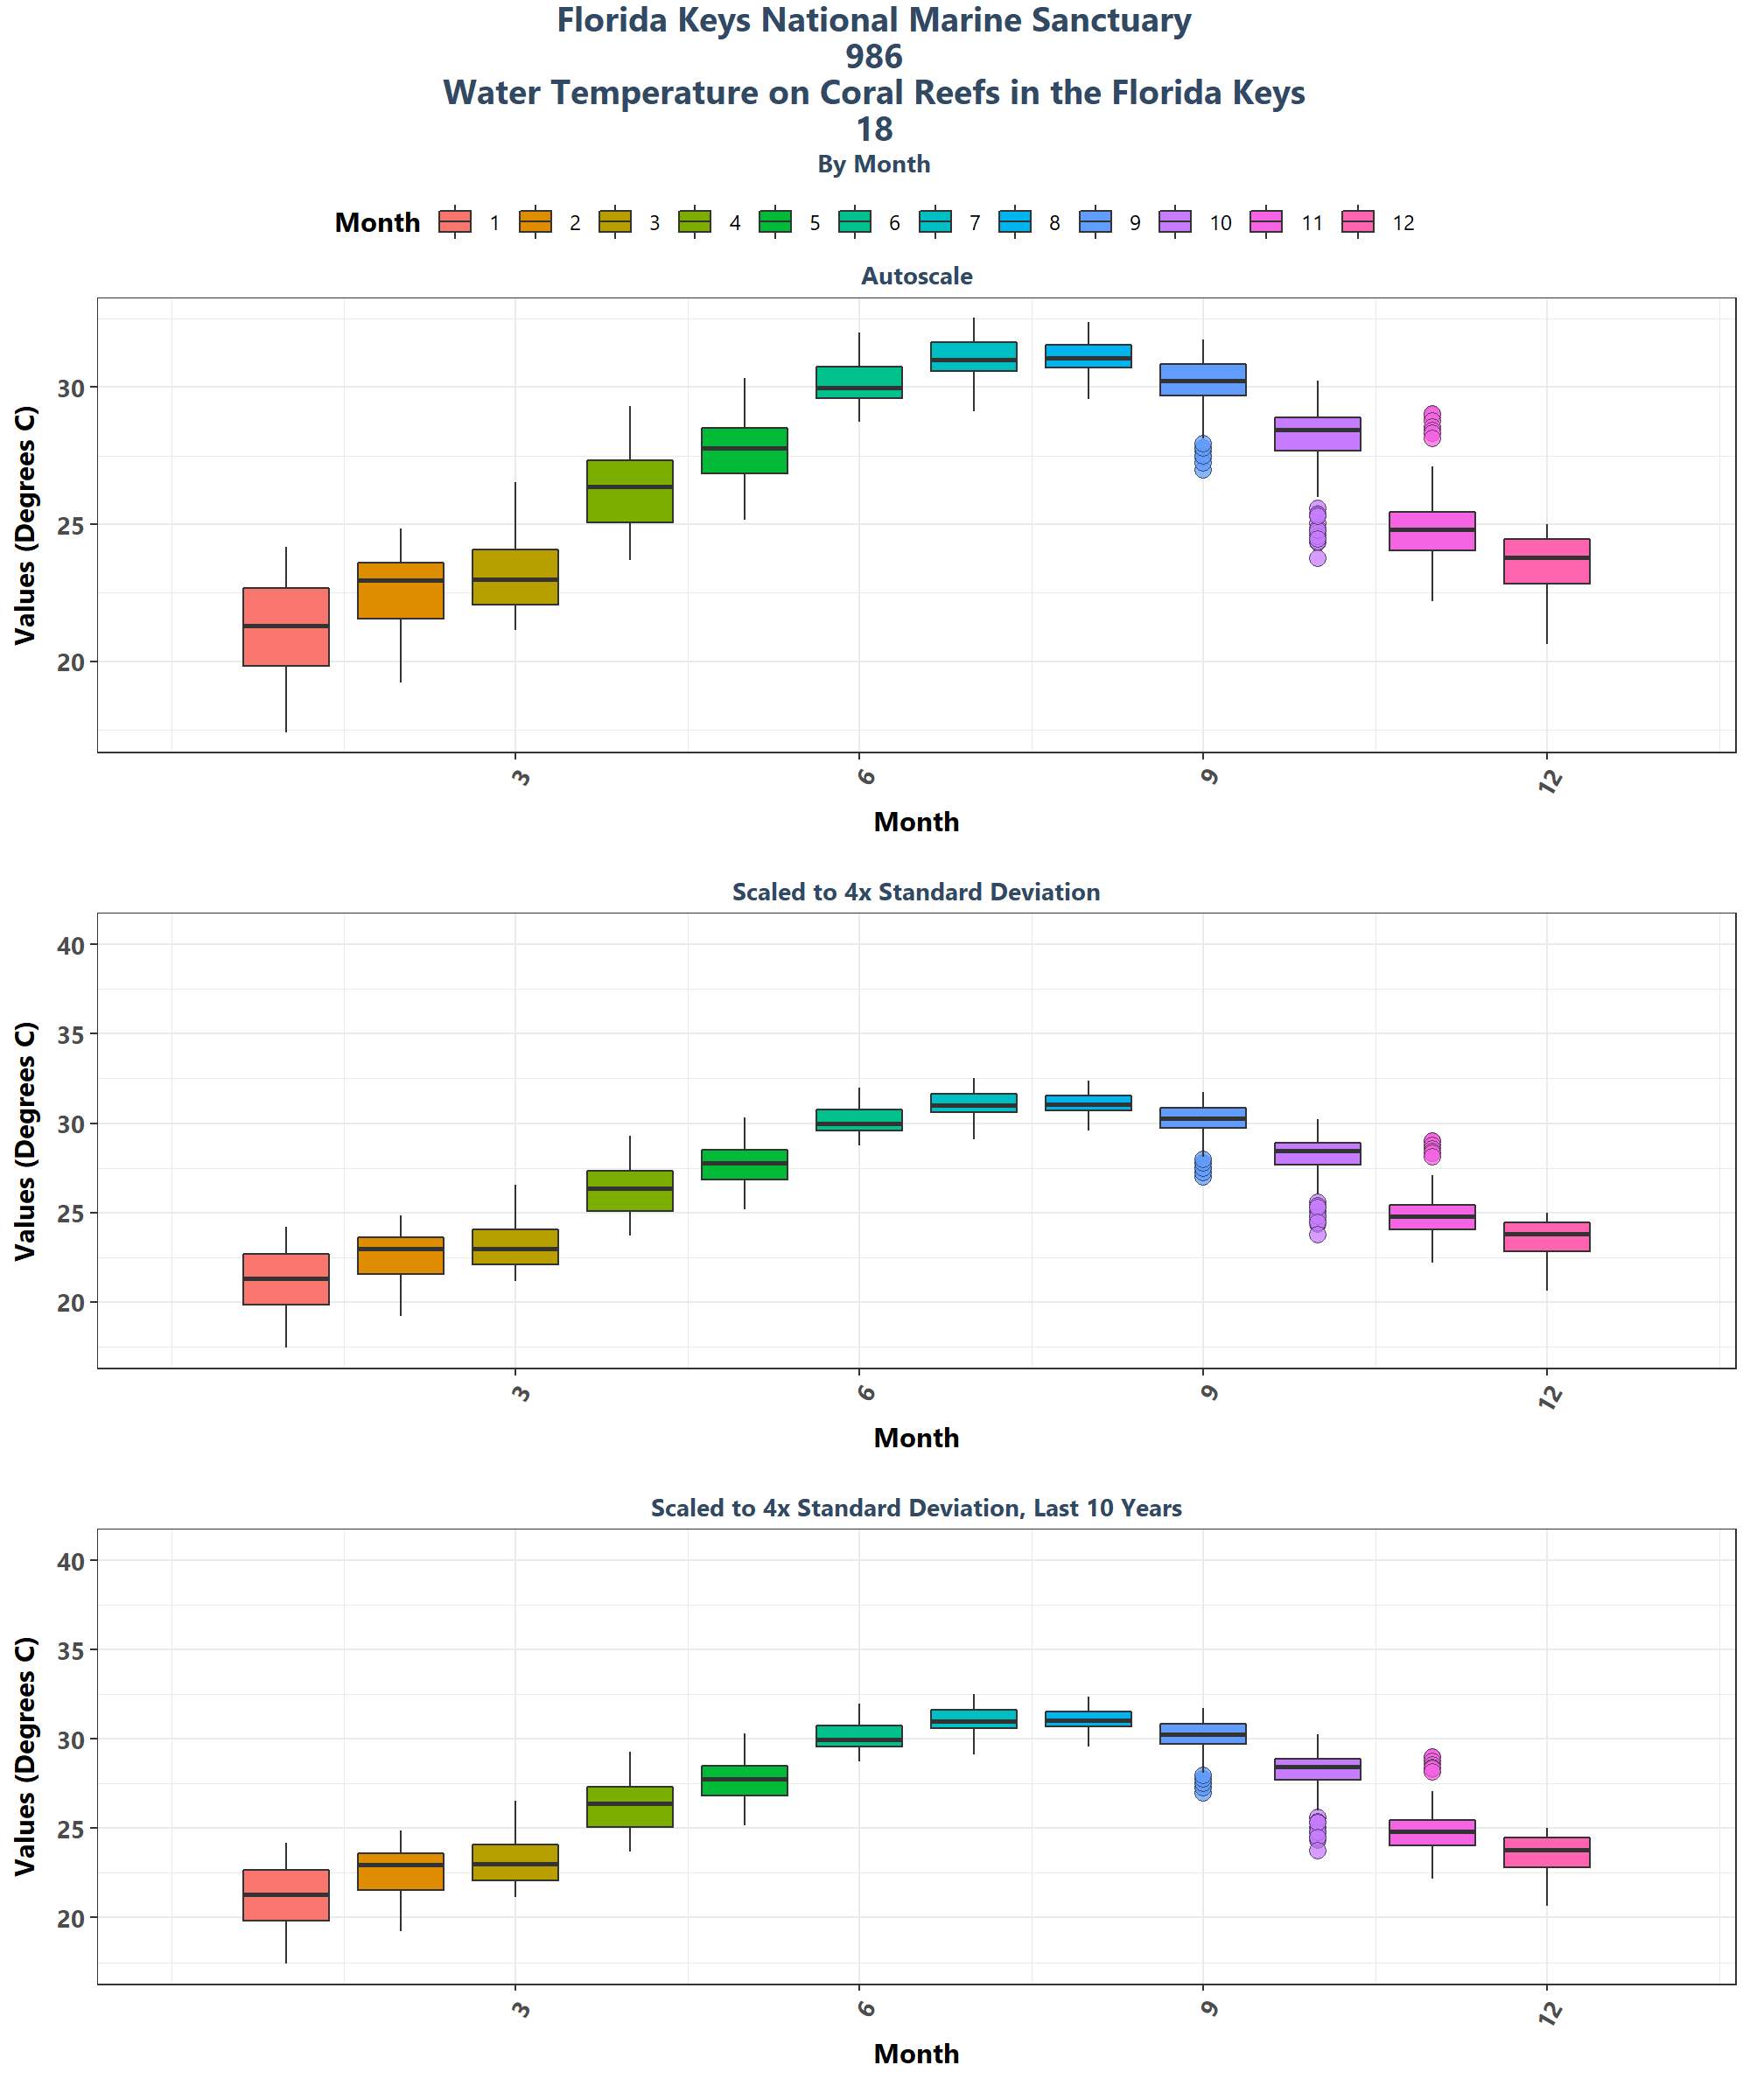 Florida Keys National Marine Sanctuary
986
Water Temperature on Coral Reefs in the Florida Keys
18
By Month
Month 1 2 3 4 5 6 7 8 9 10 11 12
Autoscale
Values (Degrees C)
30
25
20
3 6 9 12
Month
Scaled to 4x Standard Deviation
Values (Degrees C)
40
35
30
25
20
3 6 9 12
Month
Scaled to 4x Standard Deviation, Last 10 Years
Values (Degrees C)
40
35
30
25
20
3 6 9 12
Month